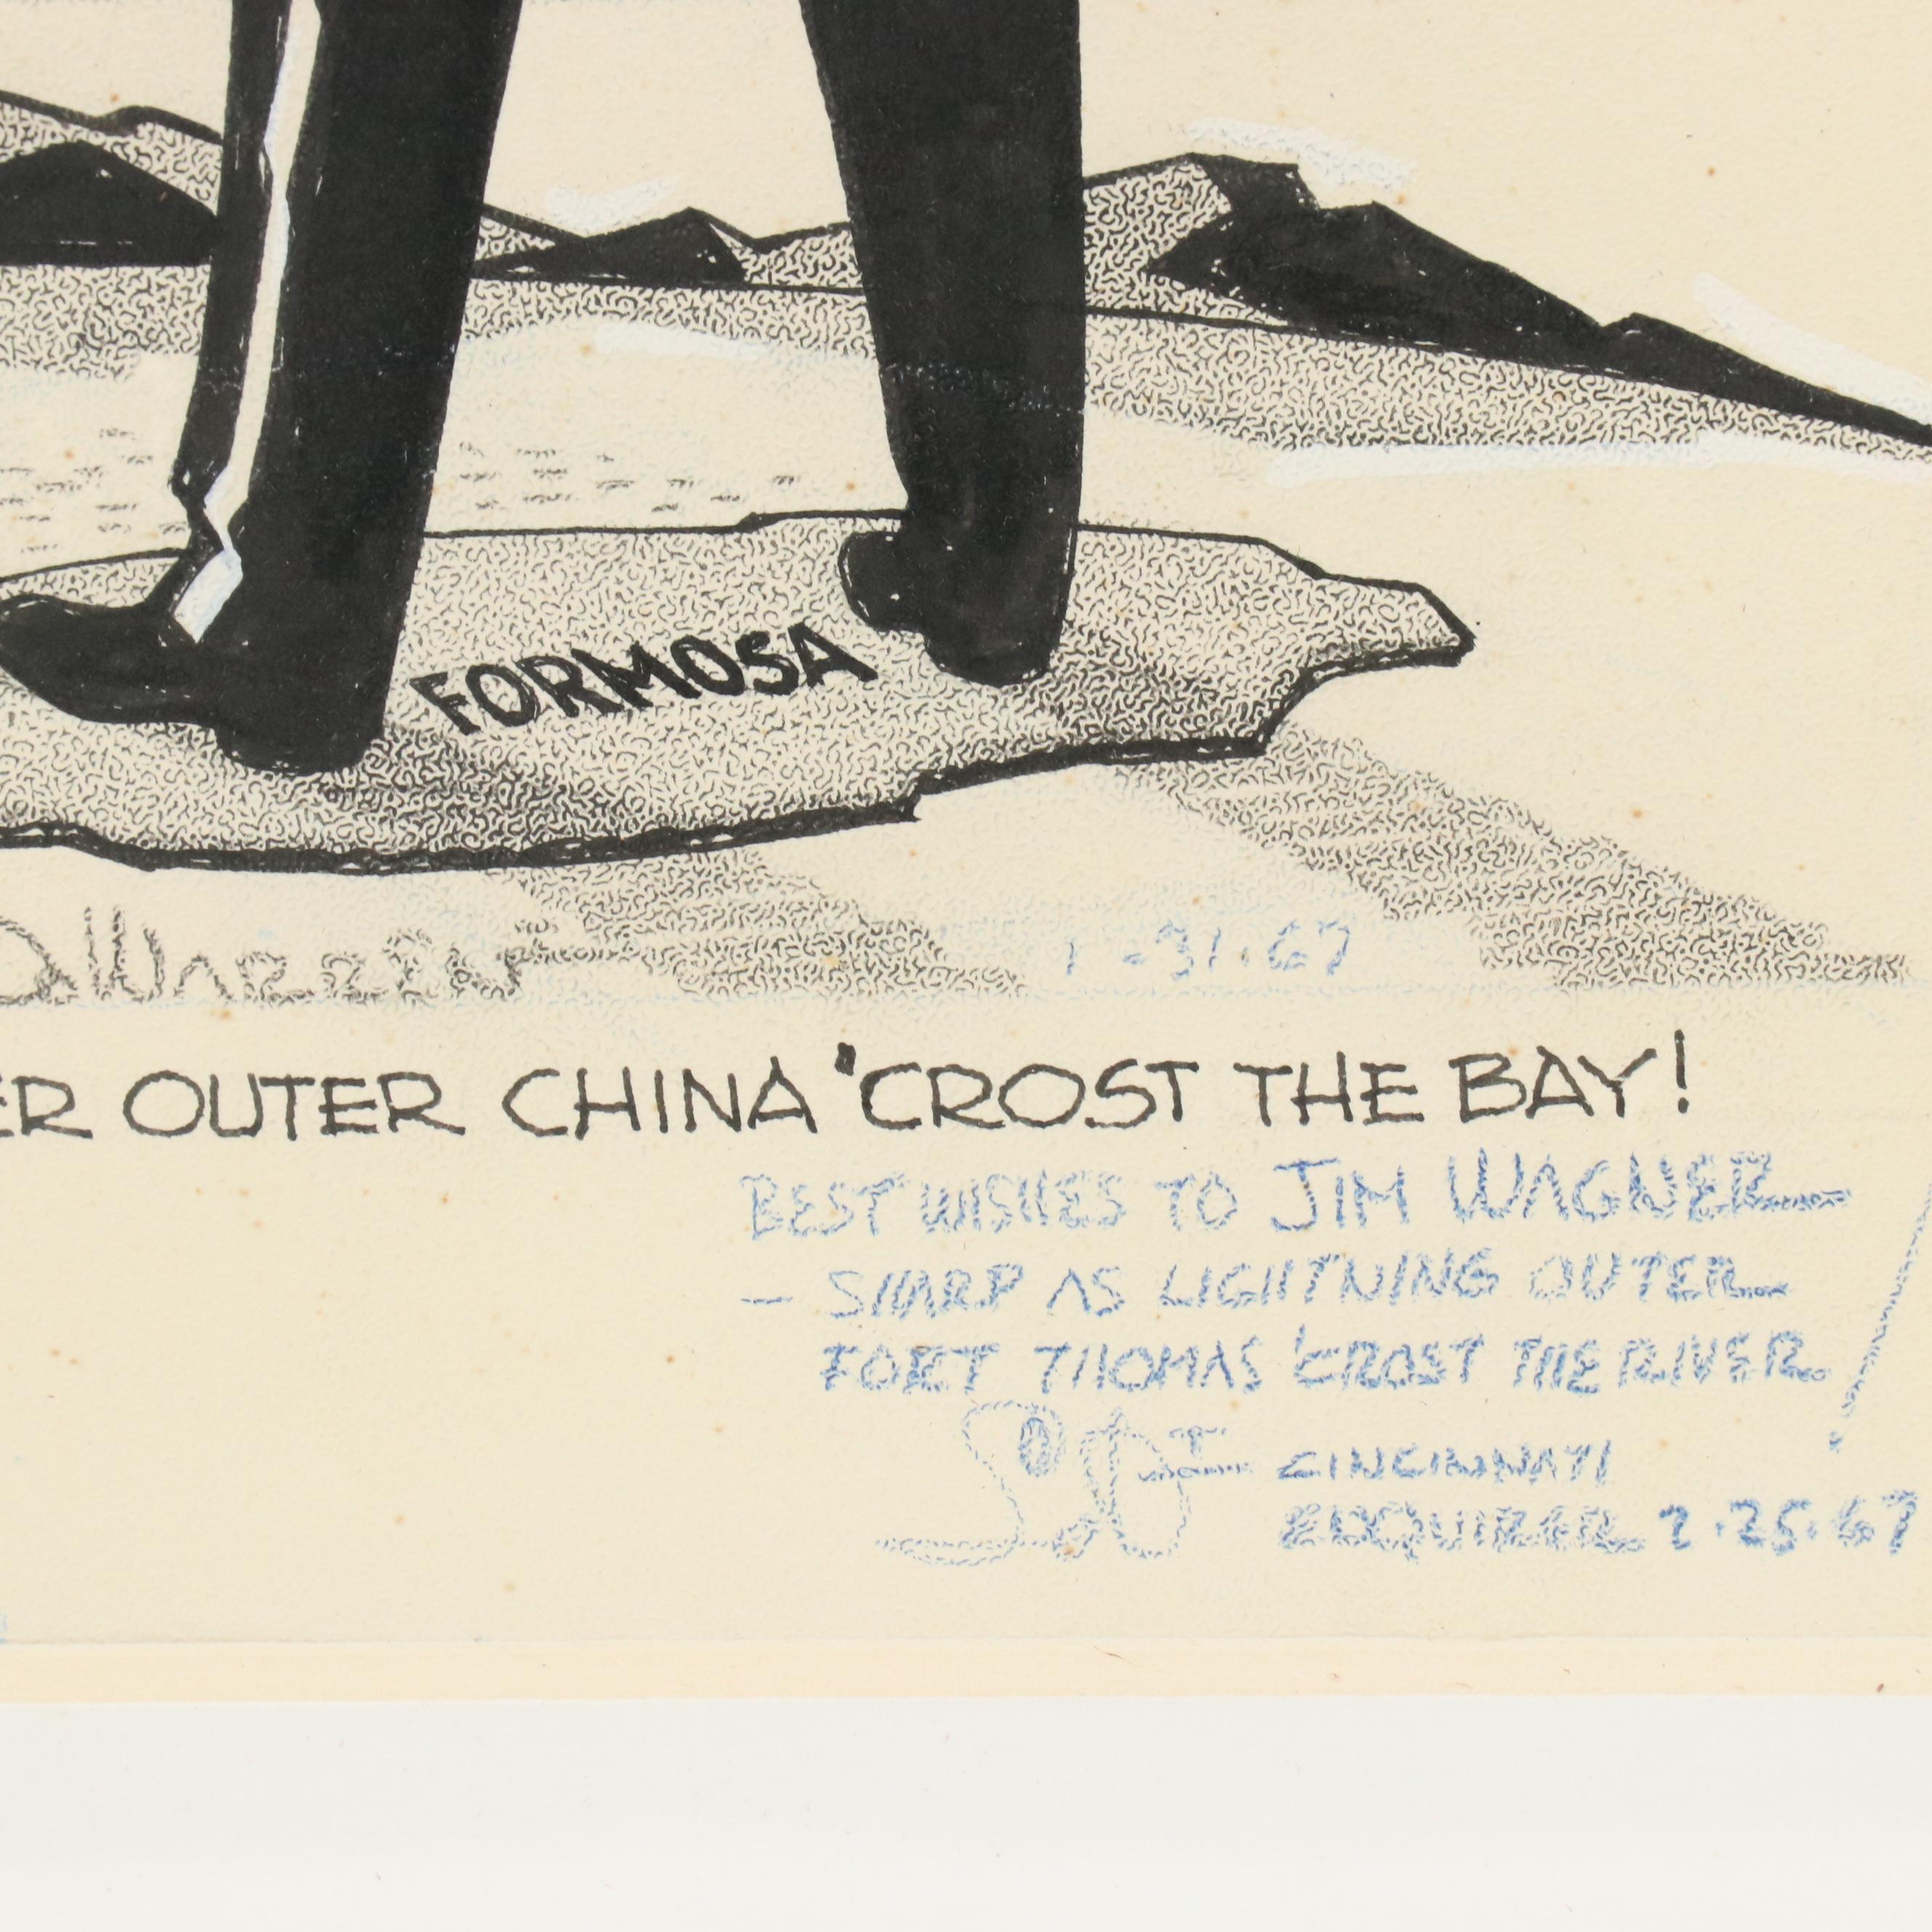 FORMOSA
1-31-67
ER OUTER CHINA 'CROST THE BAY!
BEST WISHES TO JIM WAGNER
- SHARP AS LIGHTNING OUTER
FORT THOMAS 'CROST THE RIVER
CINCINNATI
ENQUIRER 2.25.67